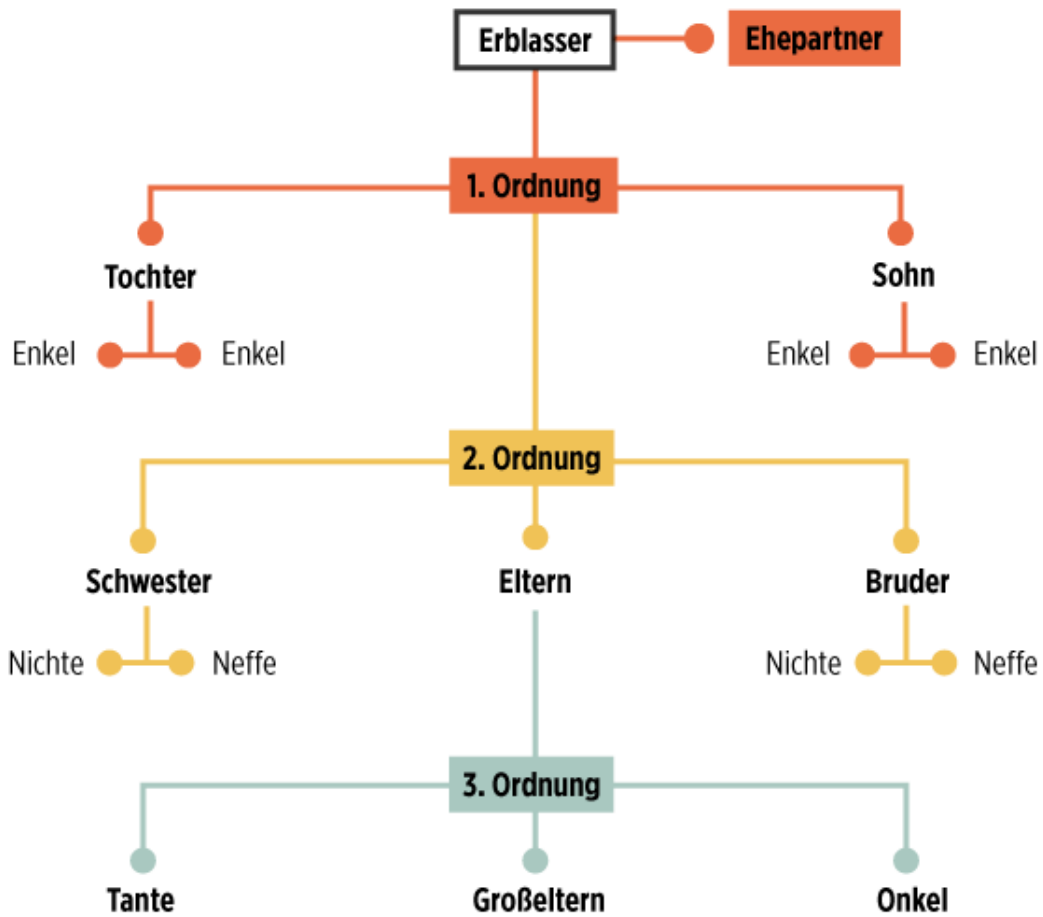 Erblasser
Ehepartner
1. Ordnung
Tochter
Sohn
Enkel
Enkel
Enkel
Enkel
2. Ordnung
Schwester
Eltern
Bruder
Nichte
Neffe
Nichte
Neffe
3. Ordnung
Tante
Großeltern
Onkel